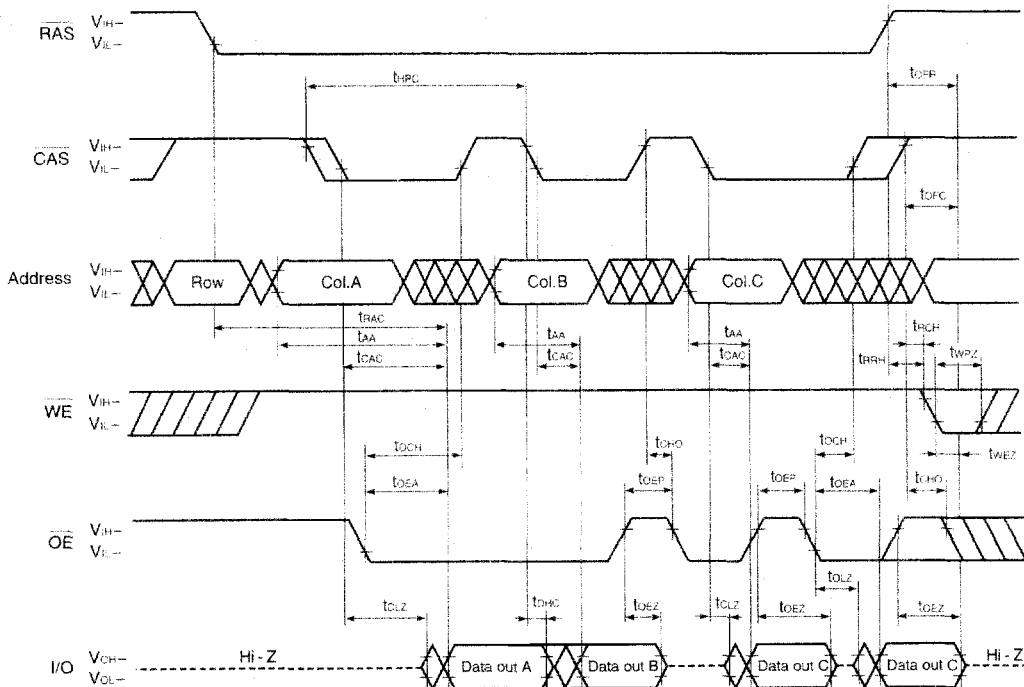 RAS VIH– VIL–
tHPC tOFR
CAS VIH– VIL–
tOFC
Address VIH– VIL– Row Col.A Col.B Col.C
tRAC
tAA tAA tAA tRCH
tCAC tCAC tCAC tRRH tWPZ
WE VIH– VIL–
tOCH tCHO tOCH tWEZ
tOEA tOEP tOEP tOEA tCHO
OE VIH– VIL–
tOLZ
tCLZ tDHC tOEZ tCLZ tOEZ tOEZ
I/O VOH– VOL– Hi - Z Data out A Data out B Data out C Data out C Hi - Z